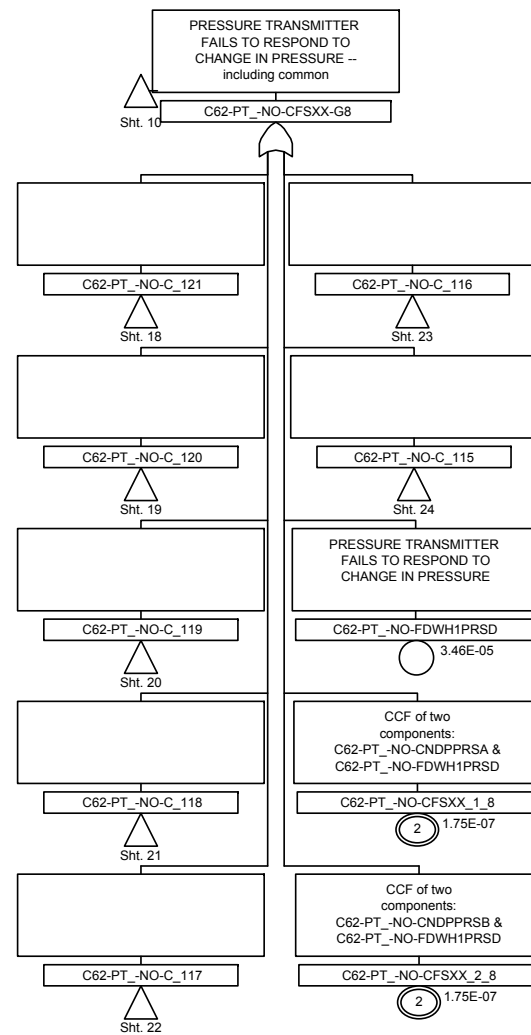 PRESSURE TRANSMITTER
FAILS TO RESPOND TO
CHANGE IN PRESSURE --
including common
C62-PT_-NO-CFSXX-G8
Sht. 10
C62-PT_-NO-C_121
Sht. 18
C62-PT_-NO-C_116
Sht. 23
C62-PT_-NO-C_120
Sht. 19
C62-PT_-NO-C_115
Sht. 24
C62-PT_-NO-C_119
Sht. 20
PRESSURE TRANSMITTER
FAILS TO RESPOND TO
CHANGE IN PRESSURE
C62-PT_-NO-FDWH1PRSD
3.46E-05
C62-PT_-NO-C_118
Sht. 21
CCF of two
components:
C62-PT_-NO-CNDPPRSA &
C62-PT_-NO-FDWH1PRSD
C62-PT_-NO-CFSXX_1_8
2
1.75E-07
C62-PT_-NO-C_117
Sht. 22
CCF of two
components:
C62-PT_-NO-CNDPPRSB &
C62-PT_-NO-FDWH1PRSD
C62-PT_-NO-CFSXX_2_8
2
1.75E-07